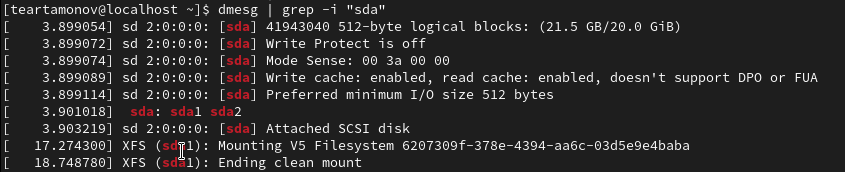 [teartamonov@localhost ~]$ dmesg | grep -i "sda"
[    3.899054] sd 2:0:0:0: [sda] 41943040 512-byte logical blocks: (21.5 GB/20.0 GiB)
[    3.899072] sd 2:0:0:0: [sda] Write Protect is off
[    3.899074] sd 2:0:0:0: [sda] Mode Sense: 00 3a 00 00
[    3.899089] sd 2:0:0:0: [sda] Write cache: enabled, read cache: enabled, doesn't support DPO or FUA
[    3.899114] sd 2:0:0:0: [sda] Preferred minimum I/O size 512 bytes
[    3.901018]  sda: sda1 sda2
[    3.903219] sd 2:0:0:0: [sda] Attached SCSI disk
[   17.274300] XFS (sda1): Mounting V5 Filesystem 6207309f-378e-4394-aa6c-03d5e9e4baba
[   18.748780] XFS (sda1): Ending clean mount